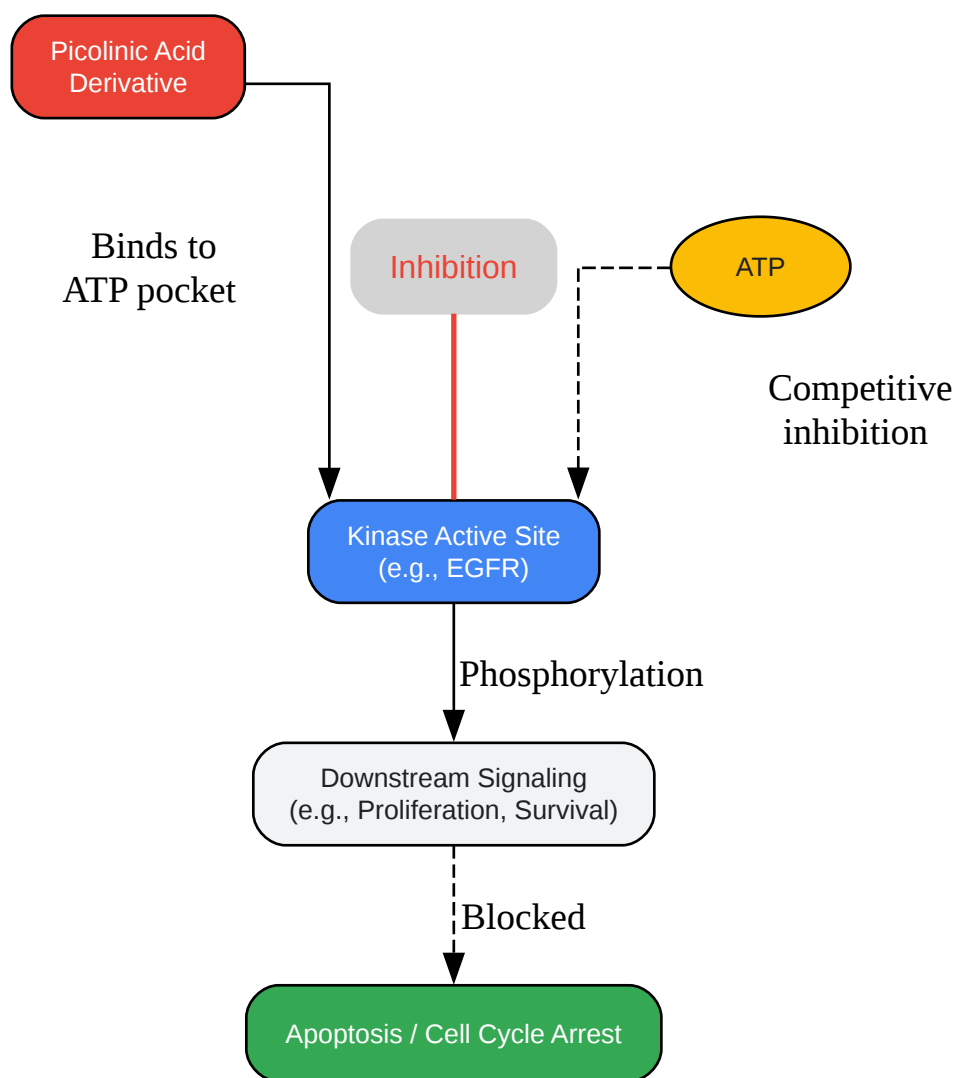 Picolinic Acid
Derivative
Binds to
ATP pocket
Inhibition
ATP
Competitive
inhibition
Kinase Active Site
(e.g., EGFR)
Phosphorylation
Downstream Signaling
(e.g., Proliferation, Survival)
Blocked
Apoptosis / Cell Cycle Arrest